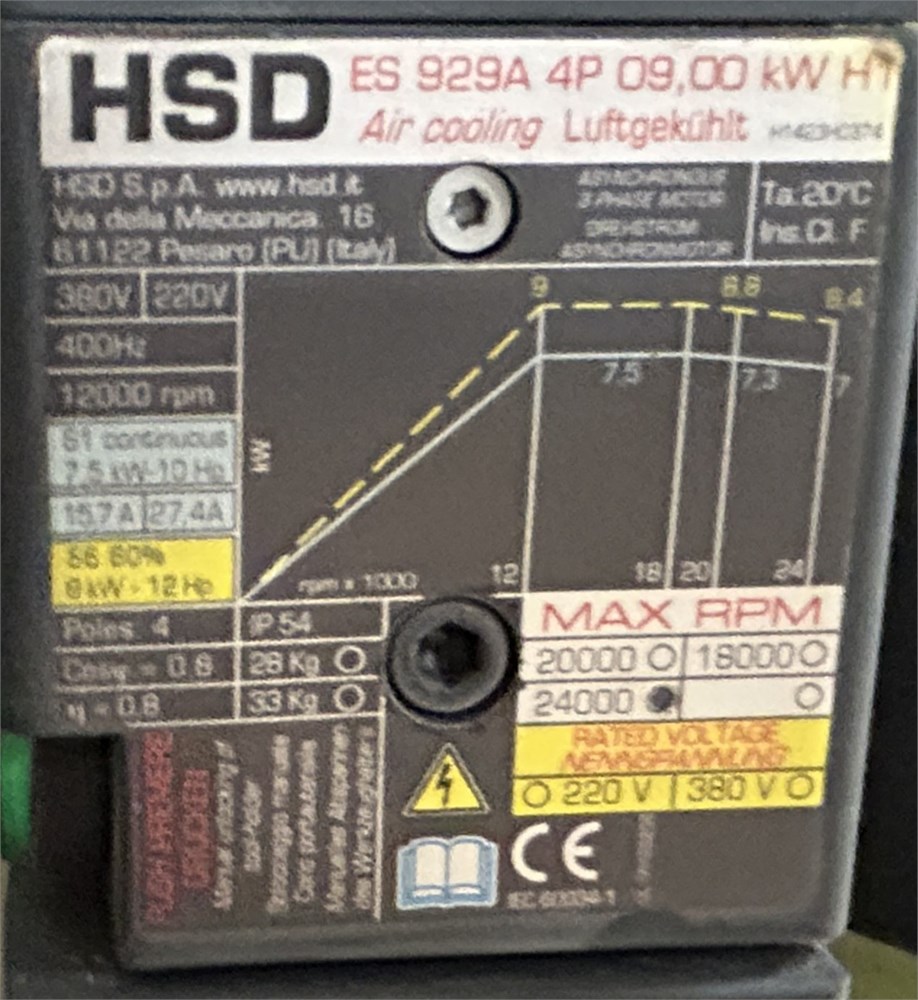 HSD
ES 929A 4P 09,00 kW H1
Air cooling Luftgekühlt
HSD S.p.A. www.hsd.it
Via della Meccanica, 16
61122 Pesaro (PU) (Italy)
ASYNCHRONOUS
3 PHASE MOTOR
DREHSTROM
ASYNCHRONMOTOR
Ta:20°C
Ins.Cl. F
380V 220V
400Hz
12000 rpm
S1 continuous
7,5 kW-10 Hp
15.7A 27,4A
S6 60%
9 kW - 12 Hp
9 8.8 8.4
7,5 7,3 7
kW
rpm x 1000 12 18 20 24
Poles 4 IP 54
Cosφ = 0.8 28 Kg
η = 0.8 33 Kg
MAX RPM
20000 18000
24000
RATED VOLTAGE
NENNSPANNUNG
220 V 380 V
Manuelles Abspannen
CE
IEC 60034-1